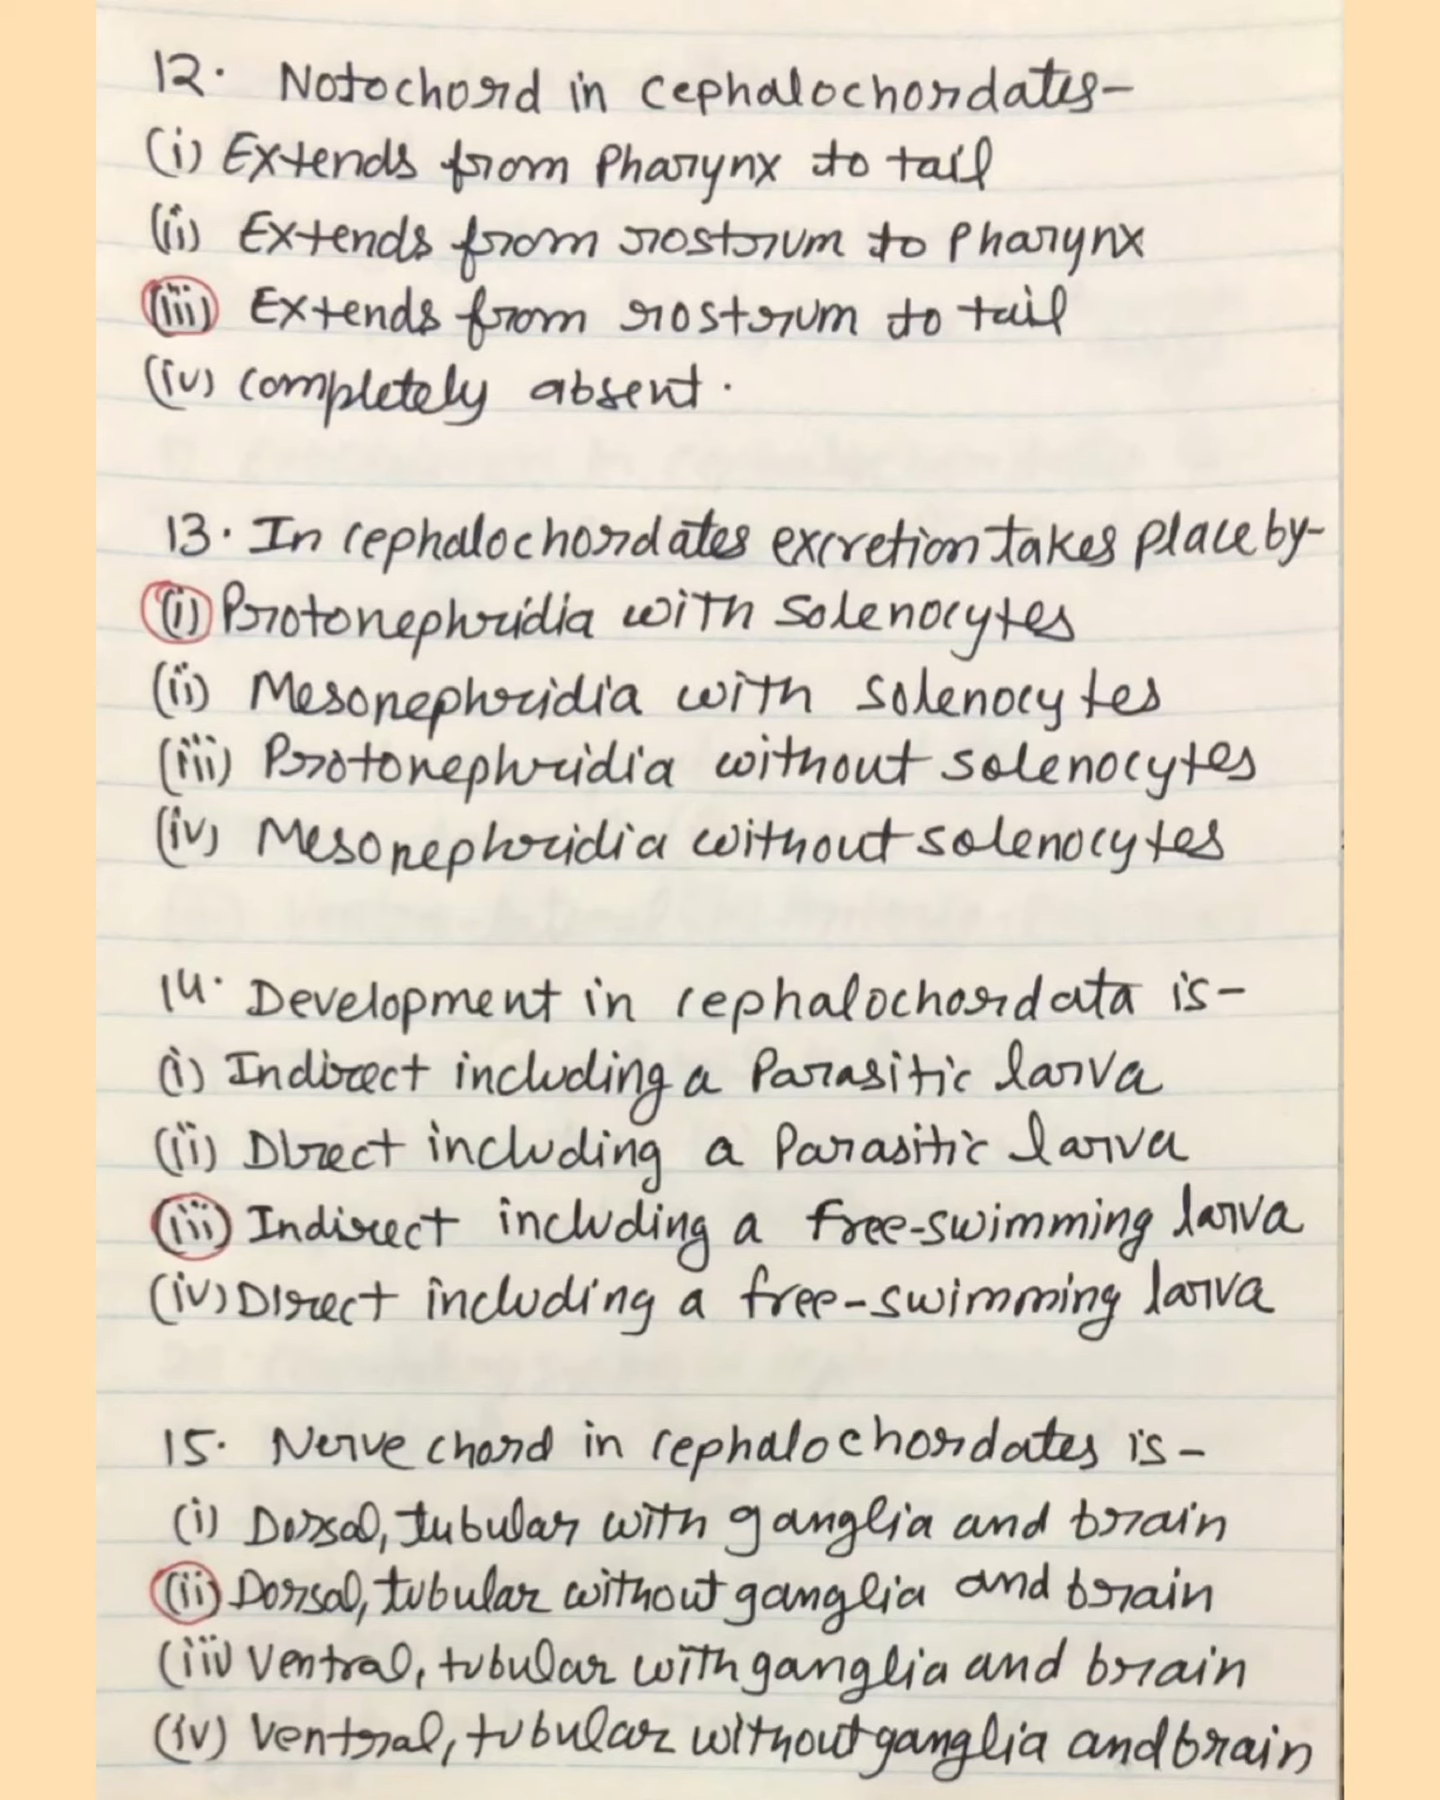 12. Notochord in cephalochordates-
(i) Extends from Pharynx to tail
(ii) Extends from rostrum to Pharynx
(iii) Extends from rostrum to tail
(iv) completely absent.
13. In cephalochordates excretion takes place by-
(i) Protonephridia with solenocytes
(ii) Mesonephridia with solenocytes
(iii) Protonephridia without solenocytes
(iv) Mesonephridia without solenocytes
14. Development in cephalochordata is-
(i) Indirect including a Parasitic larva
(ii) Direct including a Parasitic larva
(iii) Indirect including a free-swimming larva
(iv) Direct including a free-swimming larva
15. Nerve chord in cephalochordates is-
(i) Dorsal, tubular with ganglia and brain
(ii) Dorsal, tubular without ganglia and brain
(iii) Ventral, tubular with ganglia and brain
(iv) Ventral, tubular without ganglia and brain